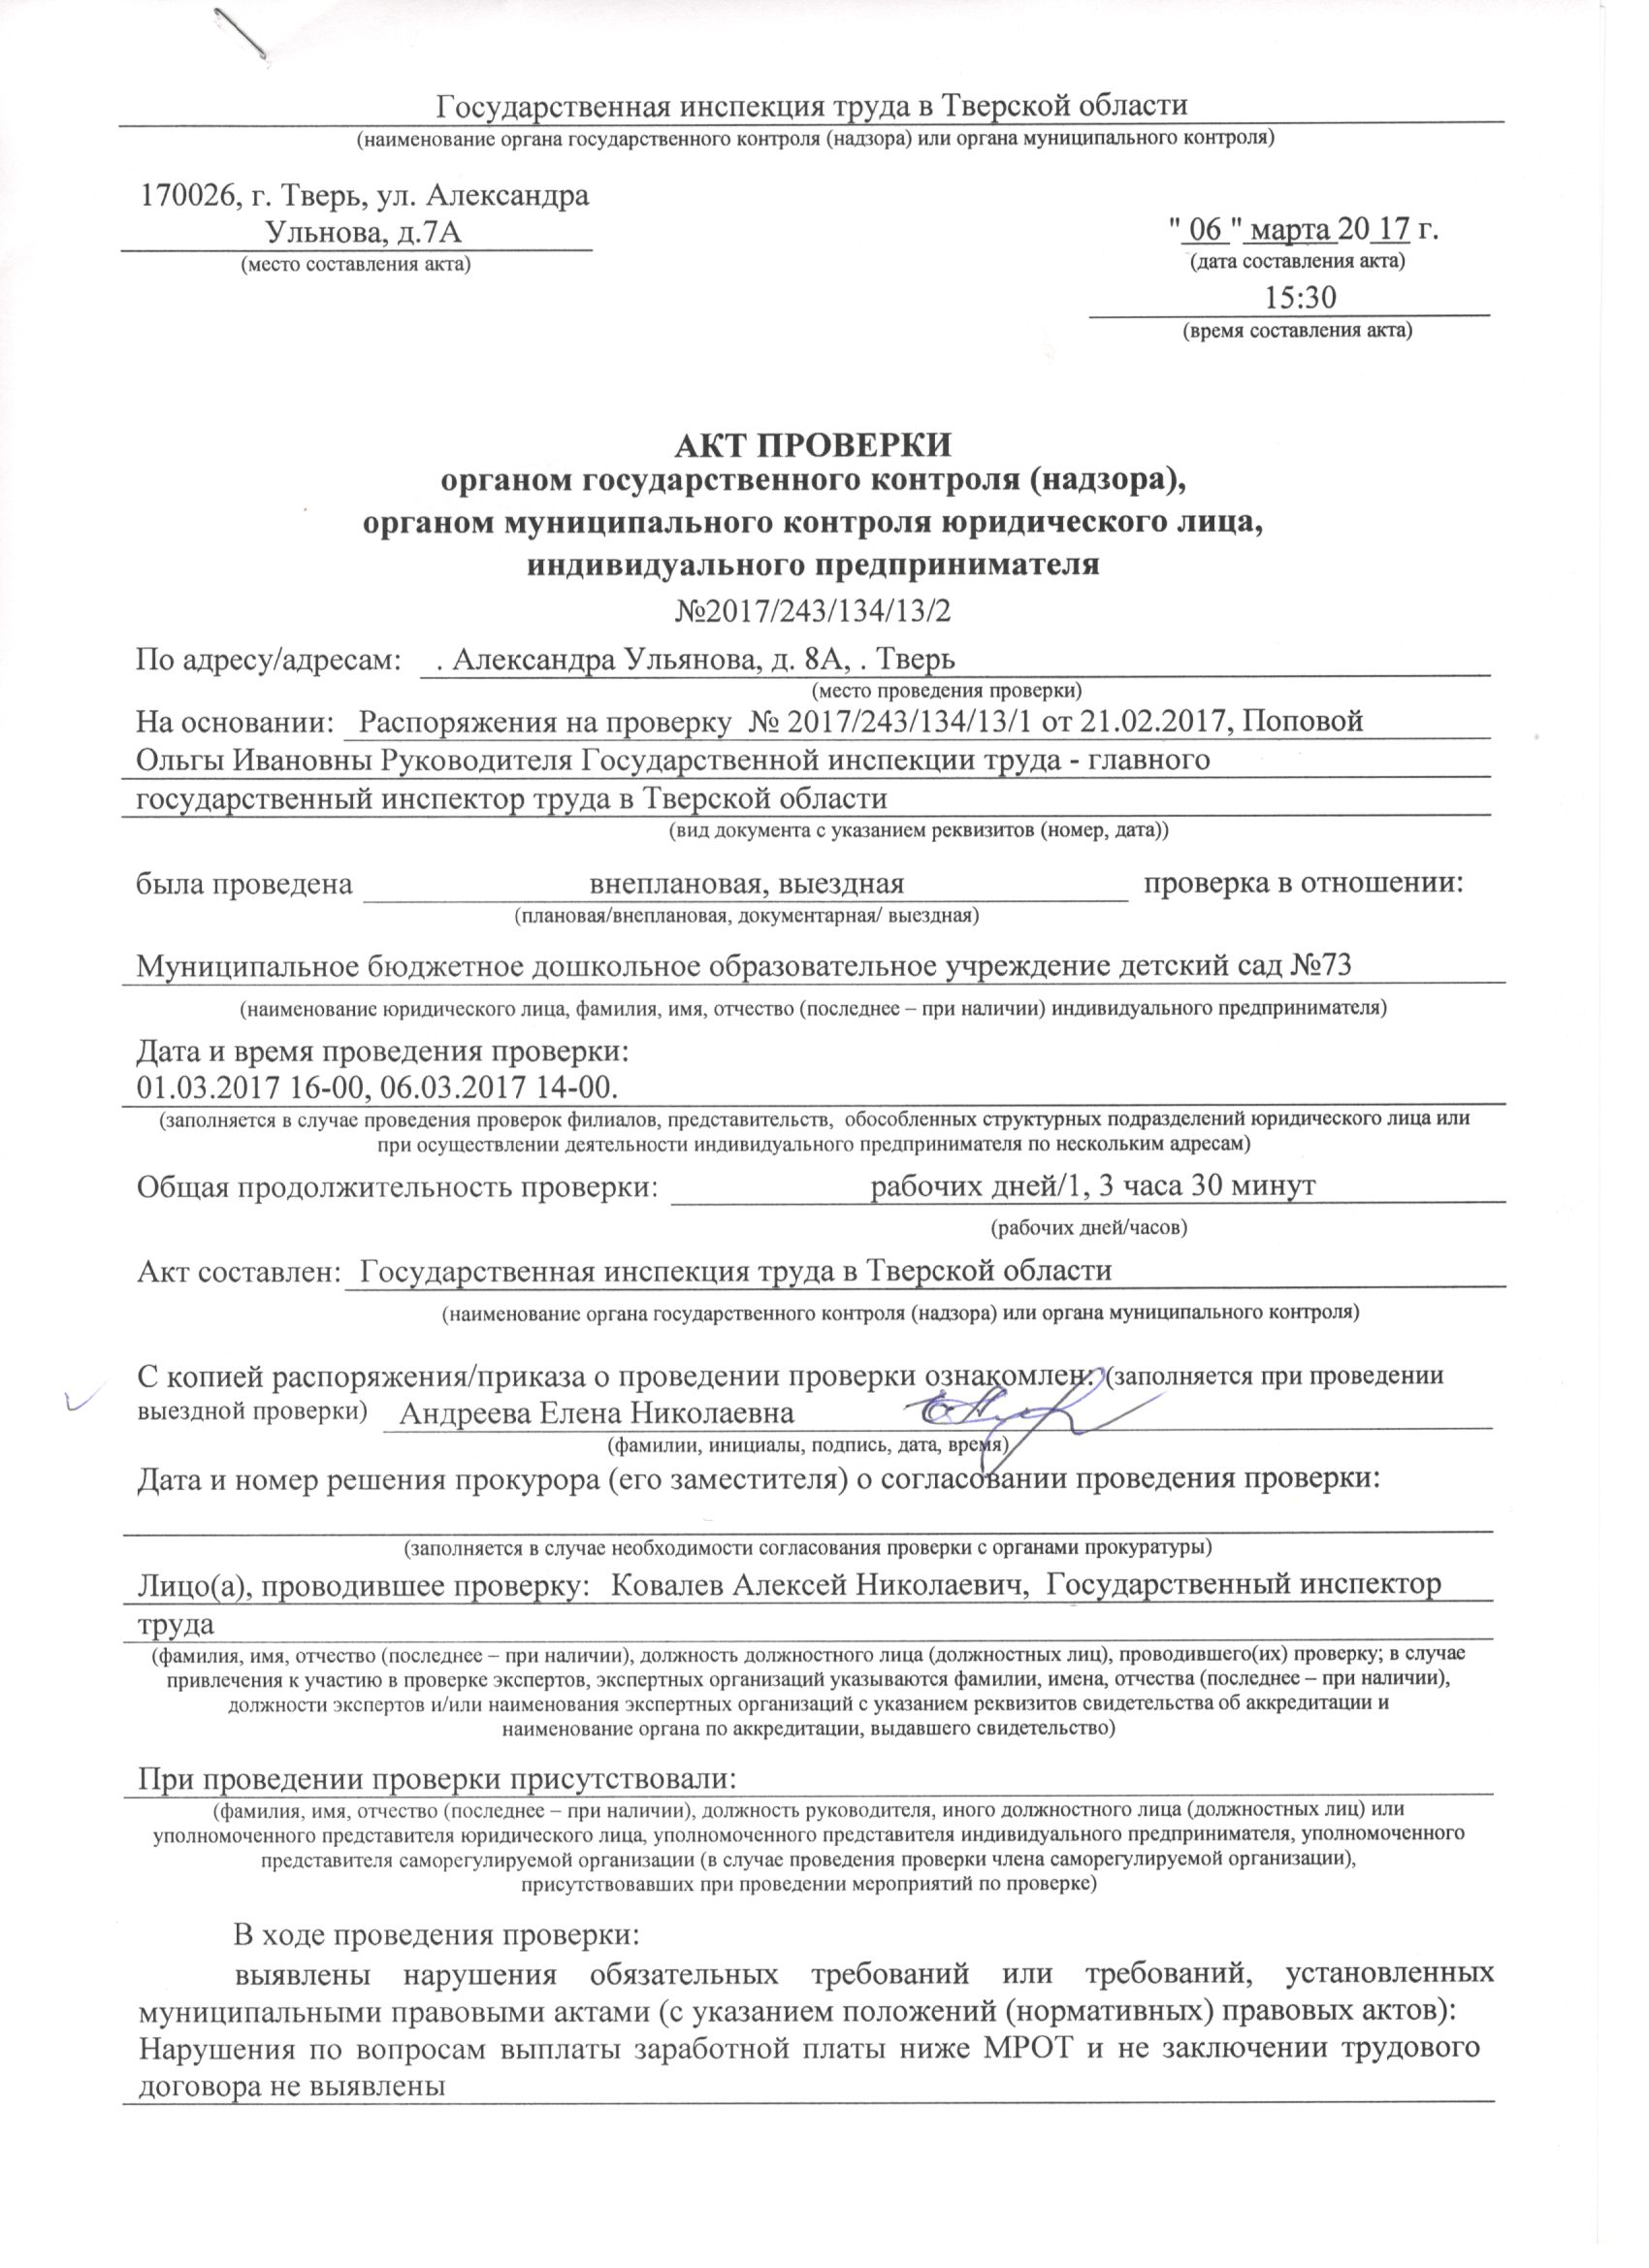 Государственная инспекция труда в Тверской области
(наименование органа государственного контроля (надзора) или органа муниципального контроля)
170026, г. Тверь, ул. Александра
Ульнова, д.7А
(место составления акта)
" 06 " марта 20 17 г.
(дата составления акта)
15:30
(время составления акта)
АКТ ПРОВЕРКИ
органом государственного контроля (надзора),
органом муниципального контроля юридического лица,
индивидуального предпринимателя
№2017/243/134/13/2
По адресу/адресам: . Александра Ульянова, д. 8А, . Тверь
(место проведения проверки)
На основании: Распоряжения на проверку № 2017/243/134/13/1 от 21.02.2017, Поповой
Ольги Ивановны Руководителя Государственной инспекции труда - главного
государственный инспектор труда в Тверской области
(вид документа с указанием реквизитов (номер, дата))
была проведена внеплановая, выездная проверка в отношении:
(плановая/внеплановая, документарная/ выездная)
Муниципальное бюджетное дошкольное образовательное учреждение детский сад №73
(наименование юридического лица, фамилия, имя, отчество (последнее – при наличии) индивидуального предпринимателя)
Дата и время проведения проверки:
01.03.2017 16-00, 06.03.2017 14-00.
(заполняется в случае проведения проверок филиалов, представительств, обособленных структурных подразделений юридического лица или
при осуществлении деятельности индивидуального предпринимателя по нескольким адресам)
Общая продолжительность проверки: рабочих дней/1, 3 часа 30 минут
(рабочих дней/часов)
Акт составлен: Государственная инспекция труда в Тверской области
(наименование органа государственного контроля (надзора) или органа муниципального контроля)
С копией распоряжения/приказа о проведении проверки ознакомлен: (заполняется при проведении
выездной проверки) Андреева Елена Николаевна
(фамилии, инициалы, подпись, дата, время)
Дата и номер решения прокурора (его заместителя) о согласовании проведения проверки:
(заполняется в случае необходимости согласования проверки с органами прокуратуры)
Лицо(а), проводившее проверку: Ковалев Алексей Николаевич, Государственный инспектор
труда
(фамилия, имя, отчество (последнее – при наличии), должность должностного лица (должностных лиц), проводившего(их) проверку; в случае
привлечения к участию в проверке экспертов, экспертных организаций указываются фамилии, имена, отчества (последнее – при наличии),
должности экспертов и/или наименования экспертных организаций с указанием реквизитов свидетельства об аккредитации и
наименование органа по аккредитации, выдавшего свидетельство)
При проведении проверки присутствовали:
(фамилия, имя, отчество (последнее – при наличии), должность руководителя, иного должностного лица (должностных лиц) или
уполномоченного представителя юридического лица, уполномоченного представителя индивидуального предпринимателя, уполномоченного
представителя саморегулируемой организации (в случае проведения проверки члена саморегулируемой организации),
присутствовавших при проведении мероприятий по проверке)
В ходе проведения проверки:
выявлены нарушения обязательных требований или требований, установленных
муниципальными правовыми актами (с указанием положений (нормативных) правовых актов):
Нарушения по вопросам выплаты заработной платы ниже МРОТ и не заключении трудового
договора не выявлены